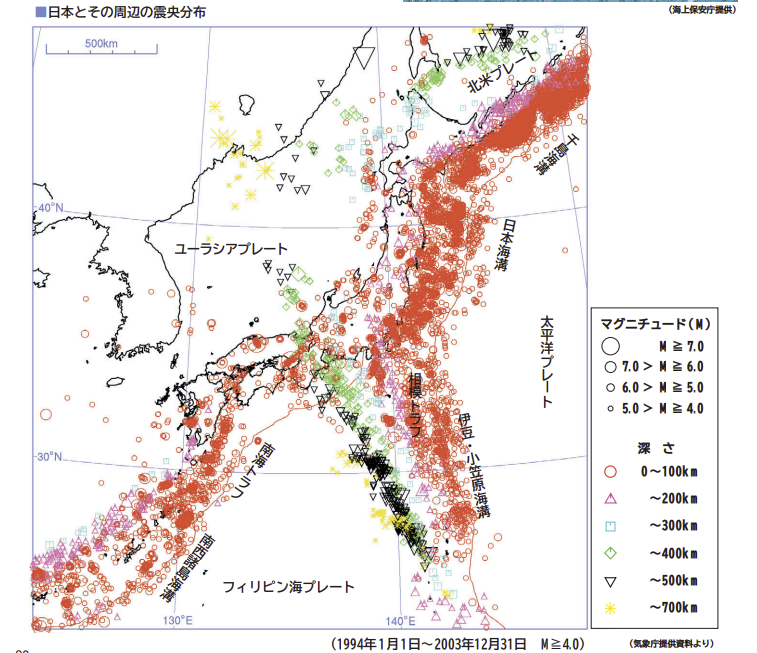 ■日本とその周辺の震央分布
（海上保安庁提供）
500km
北米プレート
千島海溝
40°N
ユーラシアプレート
日本海溝
太平洋プレート
相模トラフ
伊豆・小笠原海溝
30°N
南海トラフ
南西諸島海溝
フィリピン海プレート
130°E
140°E
マグニチュード(M)
M ≧ 7.0
7.0 > M ≧ 6.0
6.0 > M ≧ 5.0
5.0 > M ≧ 4.0
深 さ
0～100km
～200km
～300km
～400km
～500km
～700km
（1994年1月1日～2003年12月31日 M≧4.0）
（気象庁提供資料より）